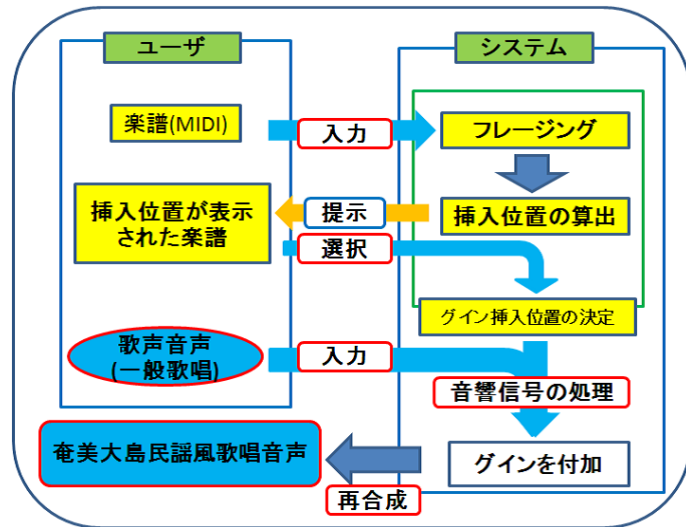 ユーザ
システム
楽譜(MIDI)
入力
フレージング
挿入位置が表示
された楽譜
提示
挿入位置の算出
選択
グイン挿入位置の決定
歌声音声
(一般歌唱)
入力
音響信号の処理
奄美大島民謡風歌唱音声
グインを付加
再合成